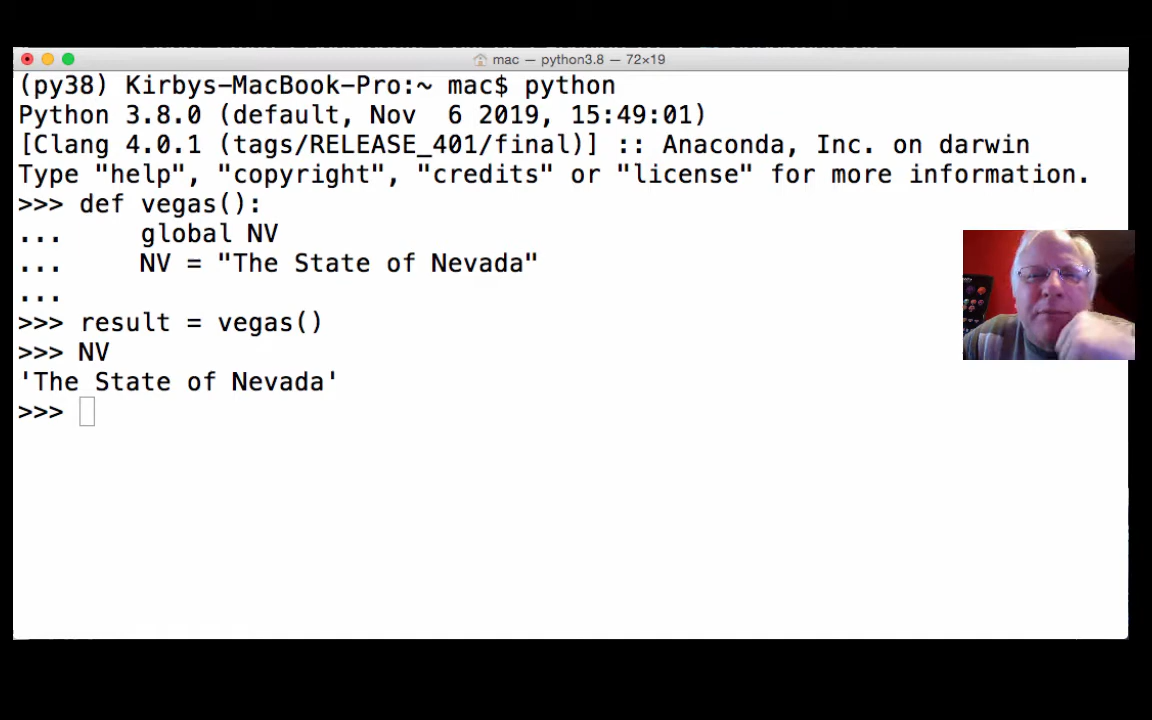 mac — python3.8 — 72×19
(py38) Kirbys-MacBook-Pro:~ mac$ python
Python 3.8.0 (default, Nov  6 2019, 15:49:01)
[Clang 4.0.1 (tags/RELEASE_401/final)] :: Anaconda, Inc. on darwin
Type "help", "copyright", "credits" or "license" for more information.
>>> def vegas():
...     global NV
...     NV = "The State of Nevada"
...
>>> result = vegas()
>>> NV
'The State of Nevada'
>>>